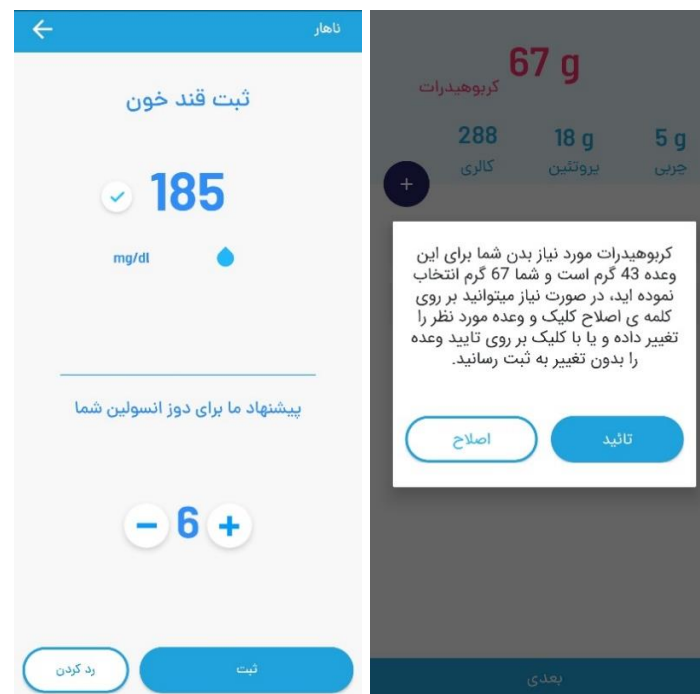 ناهار
ثبت قند خون
185
mg/dl
پیشنهاد ما برای دوز انسولین شما
− 6 +
ثبت
رد کردن
67 g
کربوهیدرات
5 g
18 g
288
چربی
پروتئین
کالری
+
کربوهیدرات مورد نیاز بدن شما برای این
وعده 43 گرم است و شما 67 گرم انتخاب
نموده اید، در صورت نیاز میتوانید بر روی
کلمه ی اصلاح کلیک و وعده مورد نظر را
تغییر داده و یا با کلیک بر روی تایید وعده
را بدون تغییر به ثبت رسانید.
تائید
اصلاح
بعدی